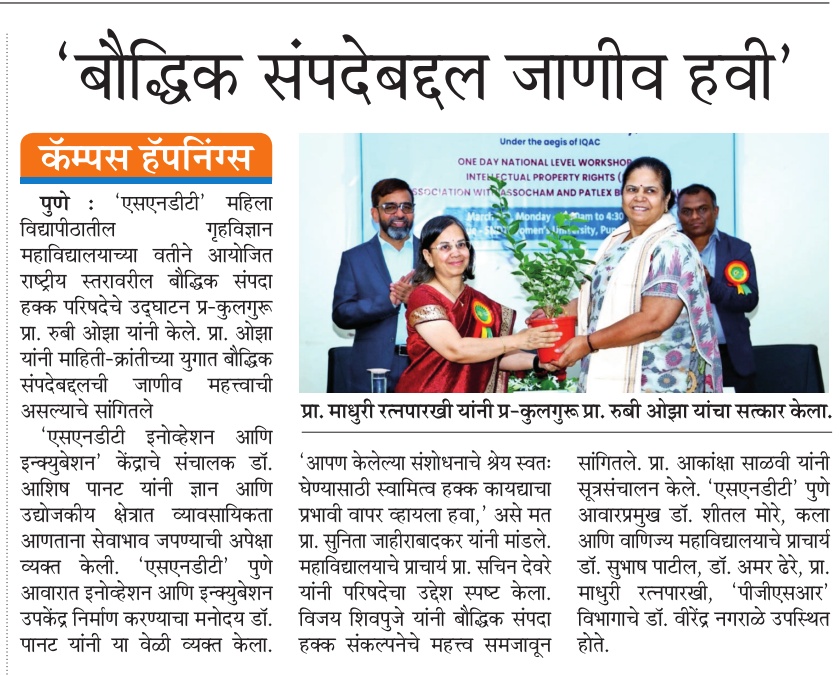 ‘बौद्धिक संपदेबद्दल जाणीव हवी’
कॅम्पस हॅपनिंग्स
पुणे : ‘एसएनडीटी’ महिला
विद्यापीठातील गृहविज्ञान
महाविद्यालयाच्या वतीने आयोजित
राष्ट्रीय स्तरावरील बौद्धिक संपदा
हक्क परिषदेचे उद्‌घाटन प्र-कुलगुरू
प्रा. रुबी ओझा यांनी केले. प्रा. ओझा
यांनी माहिती-क्रांतीच्या युगात बौद्धिक
संपदेबद्दलची जाणीव महत्त्वाची
असल्याचे सांगितले
‘एसएनडीटी इनोव्हेशन आणि
इन्क्युबेशन’ केंद्राचे संचालक डॉ.
आशिष पानट यांनी ज्ञान आणि
उद्योजकीय क्षेत्रात व्यावसायिकता
आणताना सेवाभाव जपण्याची अपेक्षा
व्यक्त केली. ‘एसएनडीटी’ पुणे
आवारात इनोव्हेशन आणि इन्क्युबेशन
उपकेंद्र निर्माण करण्याचा मनोदय डॉ.
पानट यांनी या वेळी व्यक्त केला.
Under the aegis of IQAC
ONE DAY NATIONAL LEVEL WORKSHOP
INTELLECTUAL PROPERTY RIGHTS
ASSOCIATION WITH ASSOCHAM AND PATLEX
Monday
to 4:30
Women's University,
प्रा. माधुरी रत्नपारखी यांनी प्र-कुलगुरू प्रा. रुबी ओझा यांचा सत्कार केला.
‘आपण केलेल्या संशोधनाचे श्रेय स्वतः
घेण्यासाठी स्वामित्व हक्क कायद्याचा
प्रभावी वापर व्हायला हवा,’ असे मत
प्रा. सुनिता जाहीराबादकर यांनी मांडले.
महाविद्यालयाचे प्राचार्य प्रा. सचिन देवरे
यांनी परिषदेचा उद्देश स्पष्ट केला.
विजय शिवपुजे यांनी बौद्धिक संपदा
हक्क संकल्पनेचे महत्त्व समजावून
सांगितले. प्रा. आकांक्षा साळवी यांनी
सूत्रसंचालन केले. ‘एसएनडीटी’ पुणे
आवारप्रमुख डॉ. शीतल मोरे, कला
आणि वाणिज्य महाविद्यालयाचे प्राचार्य
डॉ. सुभाष पाटील, डॉ. अमर ढेरे, प्रा.
माधुरी रत्नपारखी, ‘पीजीएसआर’
विभागाचे डॉ. वीरेंद्र नगराळे उपस्थित
होते.